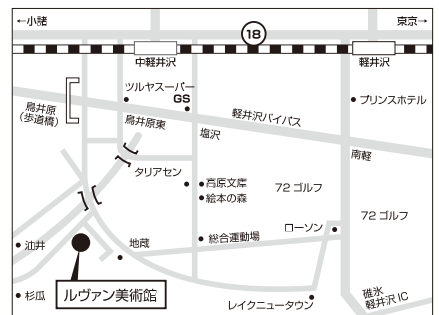 ←小諸
東京→
18
中軽井沢
軽井沢
ツルヤスーパー
GS
プリンスホテル
鳥井原
(歩道橋)
鳥井原東
軽井沢バイパス
塩沢
南軽
タリアセン
高原文庫
絵本の森
72 ゴルフ
72 ゴルフ
ローソン
油井
地蔵
総合運動場
杉瓜
ルヴァン美術館
レイクニュータウン
碓氷
軽井沢 IC